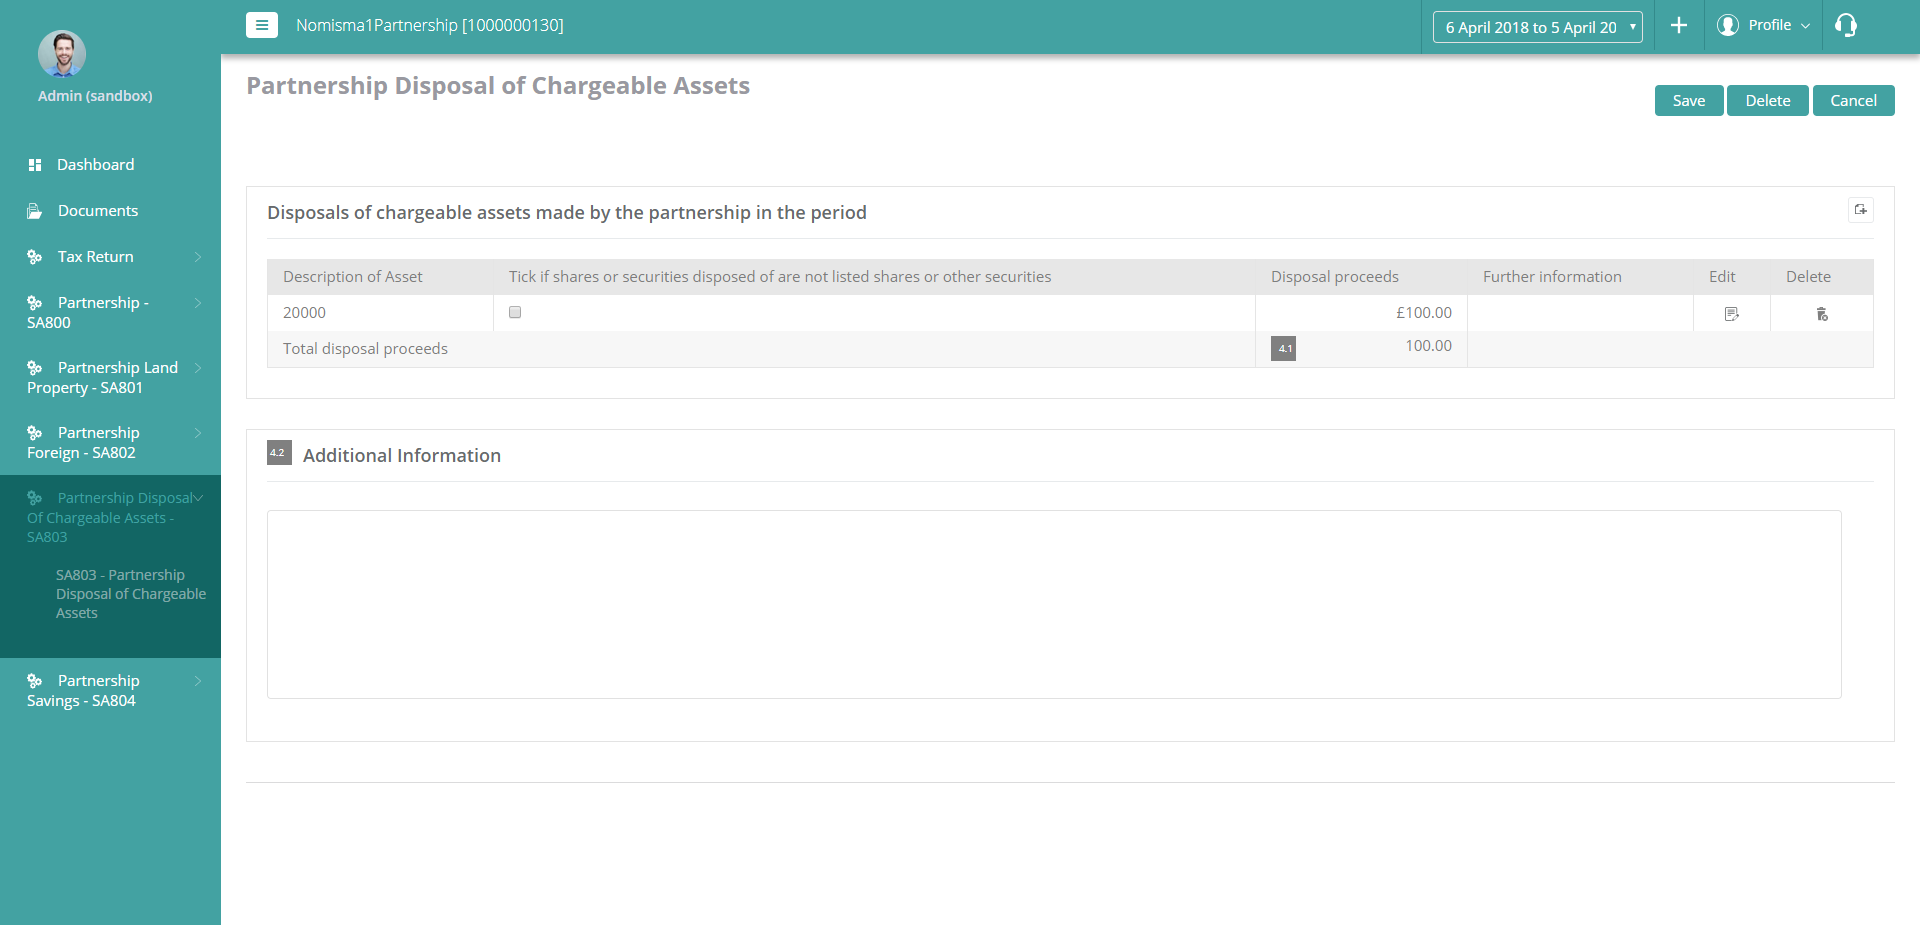 Nomisma1Partnership [1000000130]
6 April 2018 to 5 April 20
Profile
Admin (sandbox)
Dashboard
Documents
Tax Return
Partnership -
SA800
Partnership Land
Property - SA801
Partnership
Foreign - SA802
Partnership Disposal
Of Chargeable Assets -
SA803
SA803 - Partnership
Disposal of Chargeable
Assets
Partnership
Savings - SA804
Partnership Disposal of Chargeable Assets
Save Delete Cancel
Disposals of chargeable assets made by the partnership in the period
Description of Asset Tick if shares or securities disposed of are not listed shares or other securities Disposal proceeds Further information Edit Delete
20000 £100.00
Total disposal proceeds 4.1 100.00
4.2 Additional Information